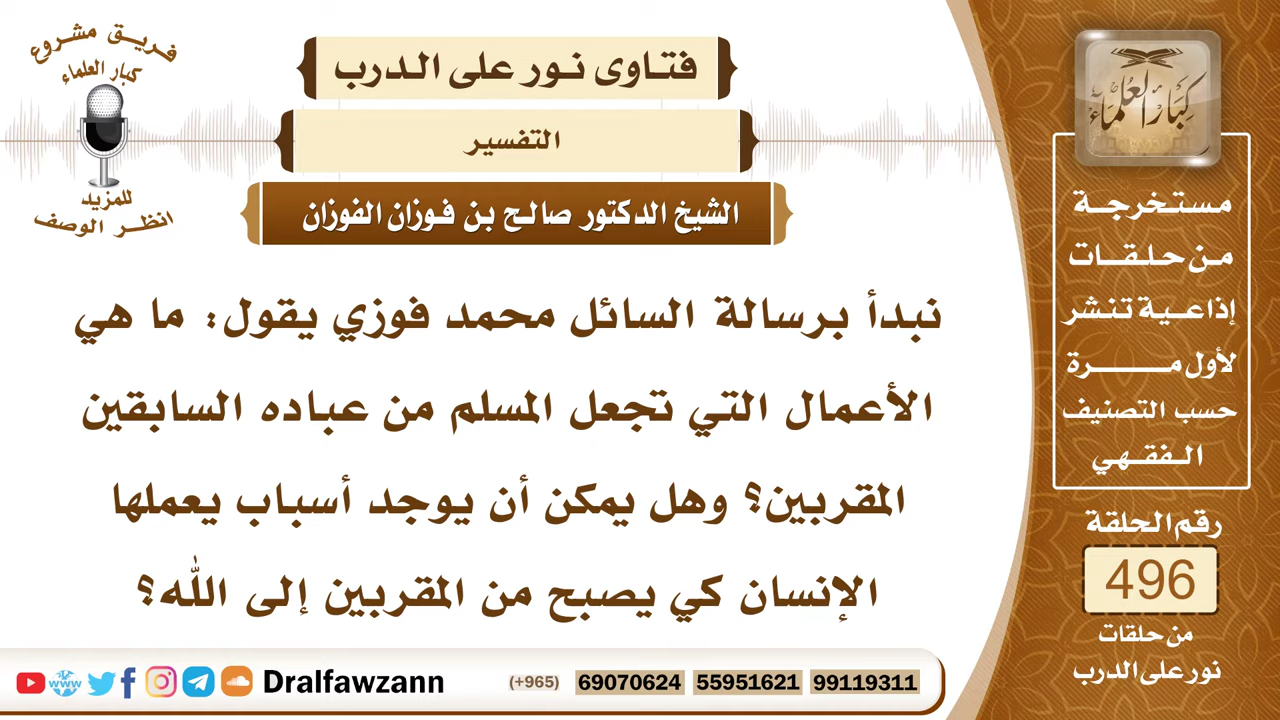 فريق مشروع
كبار العلماء
للمزيد
انظر الوصف
فتاوى نور على الدرب
التفسير
الشيخ الدكتور صالح بن فوزان الفوزان
نبدأ برسالة السائل محمد فوزي يقول: ما هي
الأعمال التي تجعل المسلم من عباده السابقين
المقربين؟ وهل يمكن أن يوجد أسباب يعملها
الإنسان كي يصبح من المقربين إلى الله؟
كبار العلماء
مستخرجة
من حلقات
إذاعية تنشر
لأول مرة
حسب التصنيف
الفقهي
رقم الحلقة
496
من حلقات
نور على الدرب
www Dralfawzann (+965) 69070624 55951621 99119311